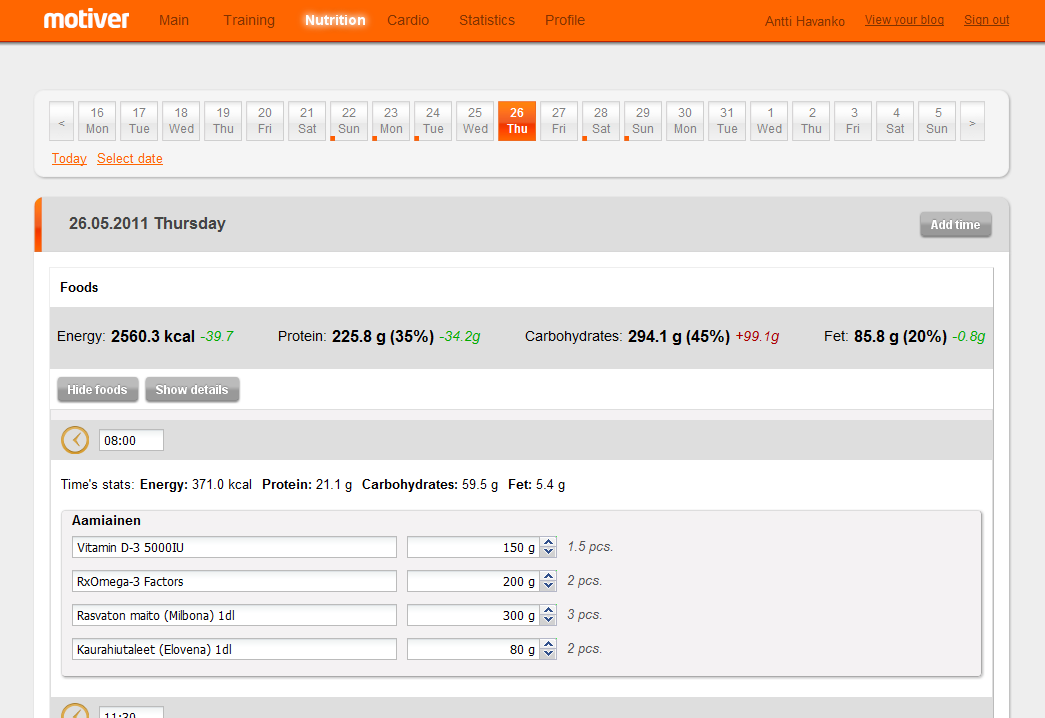 motiver Main Training Nutrition Cardio Statistics Profile Antti Havanko View your blog Sign out
< 16 17 18 19 20 21 22 23 24 25 26 27 28 29 30 31 1 2 3 4 5 >
Mon Tue Wed Thu Fri Sat Sun Mon Tue Wed Thu Fri Sat Sun Mon Tue Wed Thu Fri Sat Sun
Today Select date
26.05.2011 Thursday Add time
Foods
Energy: 2560.3 kcal -39.7 Protein: 225.8 g (35%) -34.2g Carbohydrates: 294.1 g (45%) +99.1g Fet: 85.8 g (20%) -0.8g
Hide foods Show details
08:00
Time's stats: Energy: 371.0 kcal Protein: 21.1 g Carbohydrates: 59.5 g Fet: 5.4 g
Aamiainen
Vitamin D-3 5000IU 150 g 1.5 pcs.
RxOmega-3 Factors 200 g 2 pcs.
Rasvaton maito (Milbona) 1dl 300 g 3 pcs.
Kaurahiutaleet (Elovena) 1dl 80 g 2 pcs.
11:30